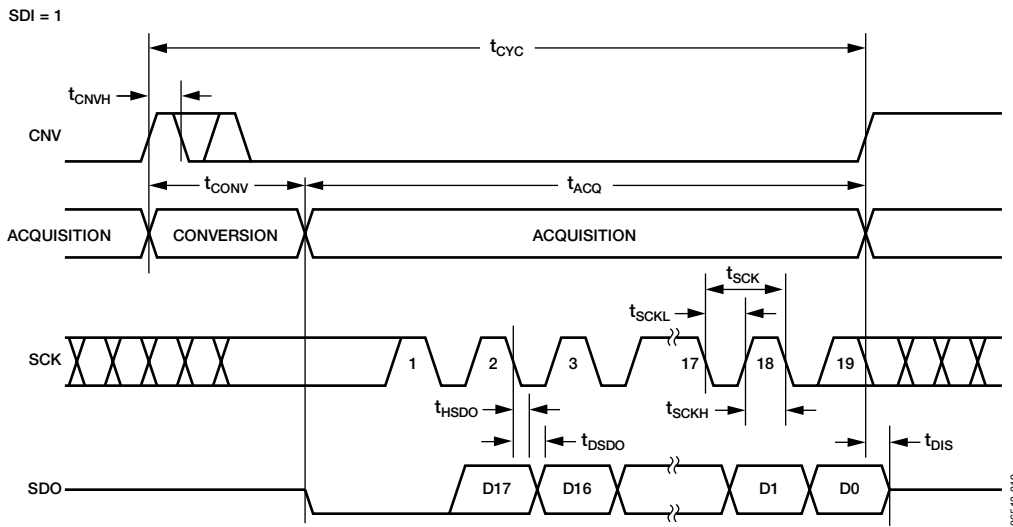 SDI = 1
tCYC
tCNVH
CNV
tCONV
tACQ
ACQUISITION
CONVERSION
ACQUISITION
tSCK
tSCKL
SCK
1
2
3
17
18
19
tHSDO
tSCKH
tDSDO
tDIS
SDO
D17
D16
D1
D0